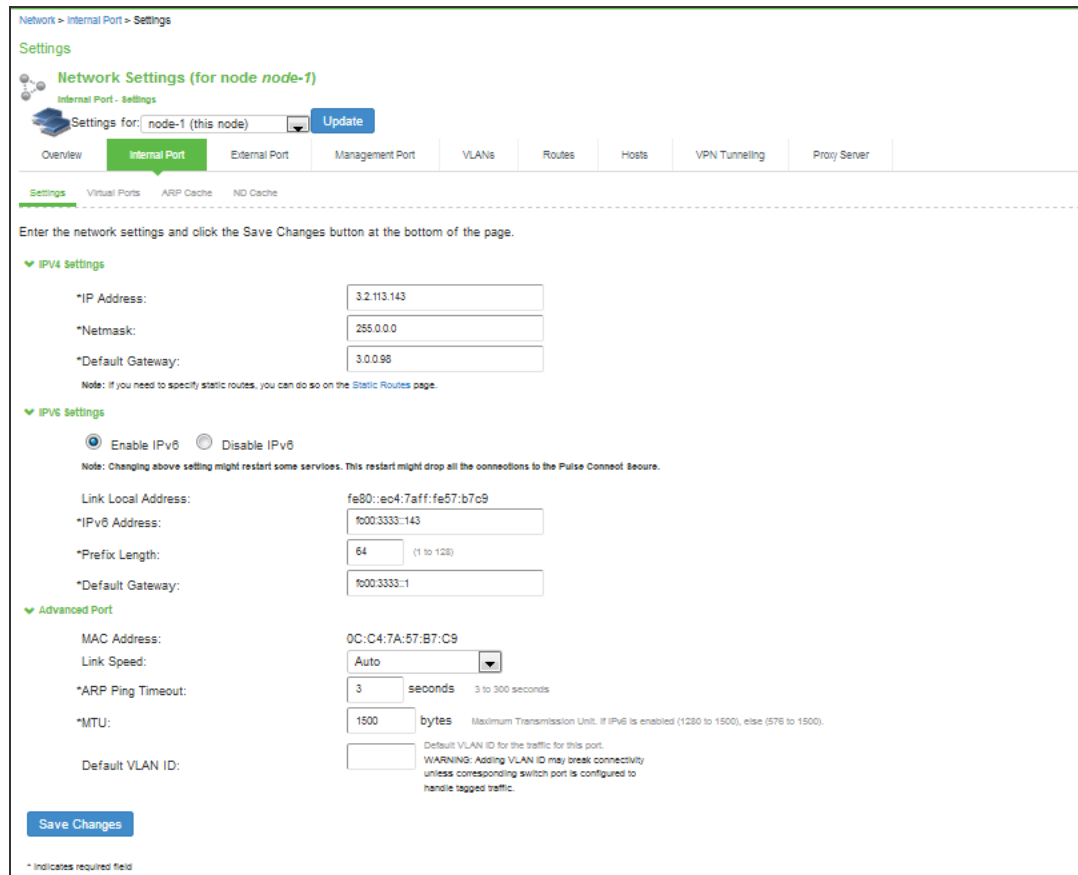 Network > Internal Port > Settings
Settings
Network Settings (for node node-1)
Internal Port - Settings
Settings for: node-1 (this node) Update
Overview Internal Port External Port Management Port VLANs Routes Hosts VPN Tunneling Proxy Server
Settings Virtual Ports ARP Cache ND Cache
Enter the network settings and click the Save Changes button at the bottom of the page.
IPV4 Settings
*IP Address: 3.2.113.143
*Netmask: 255.0.0.0
*Default Gateway: 3.0.0.98
Note: If you need to specify static routes, you can do so on the Static Routes page.
IPV6 Settings
Enable IPv6 Disable IPv6
Note: Changing above setting might restart some services. This restart might drop all the connections to the Pulse Connect Secure.
Link Local Address: fe80::ec4:7aff:fe57:b7c9
*IPv6 Address: fc00:3333::143
*Prefix Length: 64 (1 to 128)
*Default Gateway: fc00:3333::1
Advanced Port
MAC Address: 0C:C4:7A:57:B7:C9
Link Speed: Auto
*ARP Ping Timeout: 3 seconds 3 to 300 seconds
*MTU: 1500 bytes Maximum Transmission Unit. If IPv6 is enabled (1280 to 1500), else (576 to 1500).
Default VLAN ID: Default VLAN ID for the traffic for this port.
WARNING: Adding VLAN ID may break connectivity
unless corresponding switch port is configured to
handle tagged traffic.
Save Changes
* Indicates required field